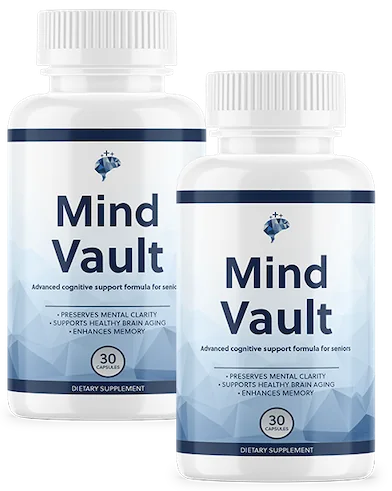 Mind
Vault
Advanced cognitive support formula for senio
• PRESERVES MENTAL CLARITY
• SUPPORTS HEALTHY BRAIN AGING
• ENHANCES MEMORY
30
CAPSULES
DIETARY SUPPLEMENT
Mind
Vault
Advanced cognitive support formula for seniors
• PRESERVES MENTAL CLARITY
• SUPPORTS HEALTHY BRAIN AGING
• ENHANCES MEMORY
30
CAPSULES
DIETARY SUPPLEMENT